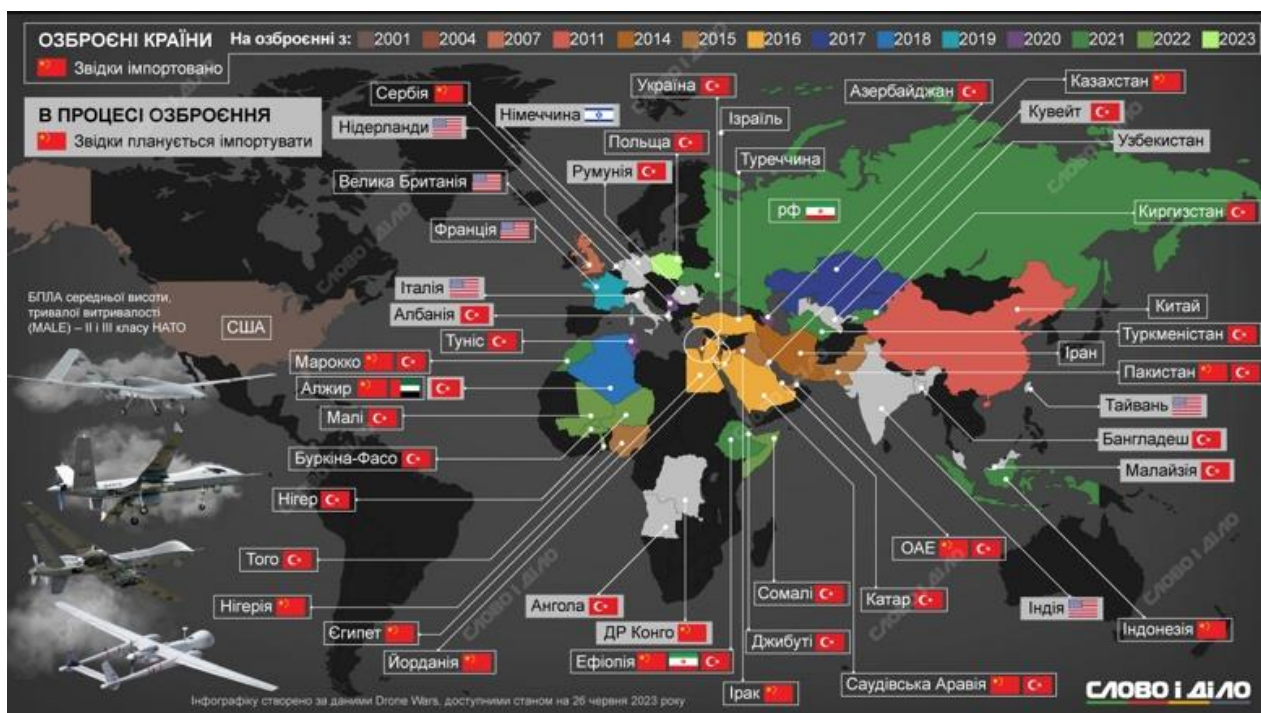 ОЗБРОЄНІ КРАЇНИ
На озброєнні з: 2001 2004 2007 2011 2014 2015 2016 2017 2018 2019 2020 2021 2022 2023
Звідки імпортовано
В ПРОЦЕСІ ОЗБРОЄННЯ
Звідки планується імпортувати
Сербія
Нідерланди
Німеччина
Україна
Польща
Румунія
Велика Британія
Франція
Італія
Албанія
Туніс
Ізраїль
Туреччина
Азербайджан
Казахстан
Кувейт
Узбекистан
рф
Киргизстан
Китай
Туркменістан
Іран
Пакистан
Тайвань
Бангладеш
Малайзія
БПЛА середньої висоти,
тривалої витривалості
(MALE) – ІІ і ІІІ класу НАТО
США
Марокко
Алжир
Малі
Буркіна-Фасо
Нігер
Того
Нігерія
Єгипет
Йорданія
Ангола
ДР Конго
Ефіопія
Сомалі
Джибуті
Ірак
ОАЕ
Катар
Індія
Індонезія
Саудівська Аравія
Інфографіку створено за даними Drone Wars, доступними станом на 26 червня 2023 року
СЛОВО і ДіЛО